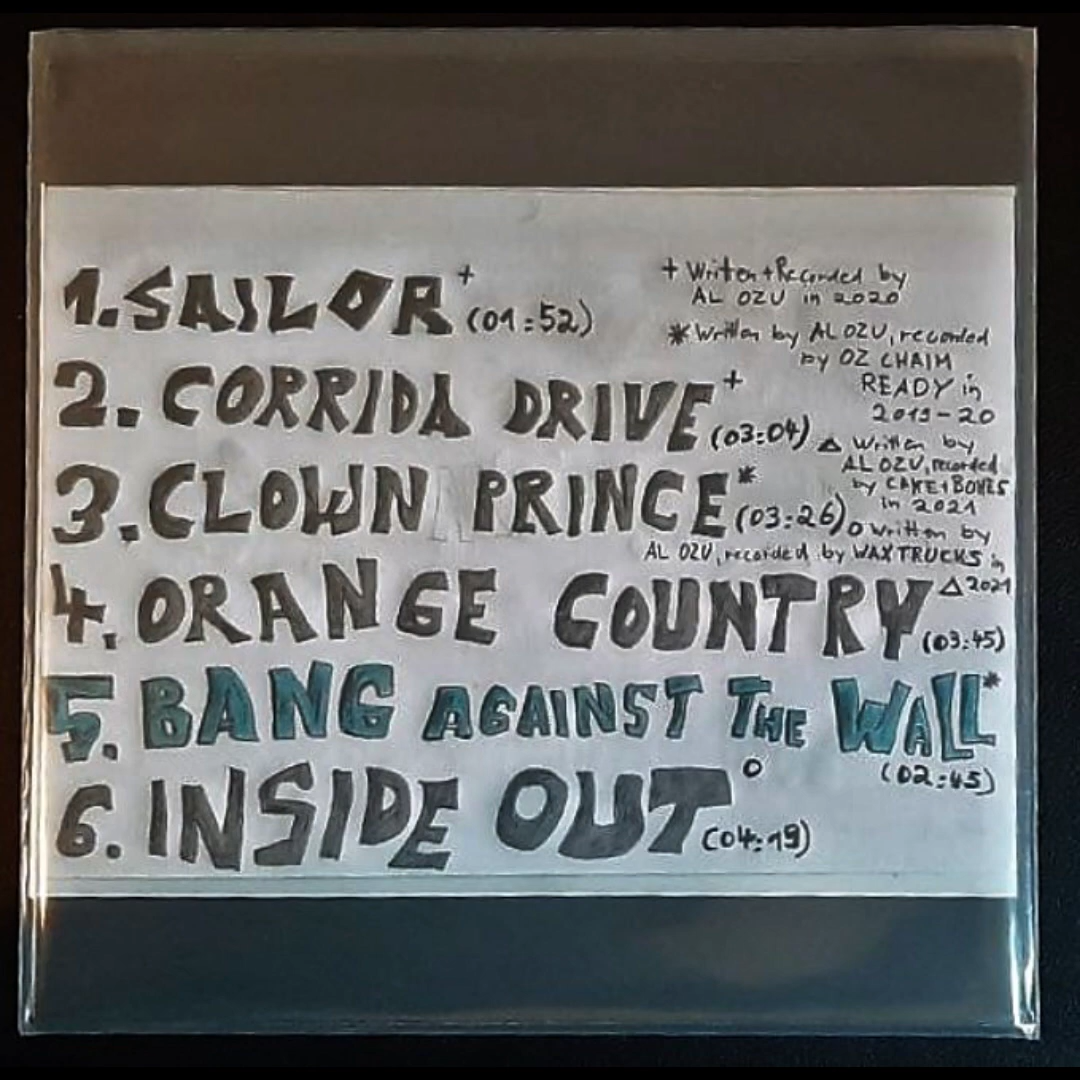 1. SAILOR + (01:52)
2. CORRIDA DRIVE + (03:04)
3. CLOWN PRINCE * (03:26)
4. ORANGE COUNTRY △ (03:45)
5. BANG AGAINST THE WALL * (02:45)
6. INSIDE OUT O (04:19)
+ Written + Recorded by
AL OZU in 2020
* Written by AL OZU, recorded
by OZ CHAIM
READY in
2019-20
△ Written by
AL OZU, recorded
by CAKE + BONES
in 2021
O Written by
AL OZU, recorded by WAX TRUCKS in
2021